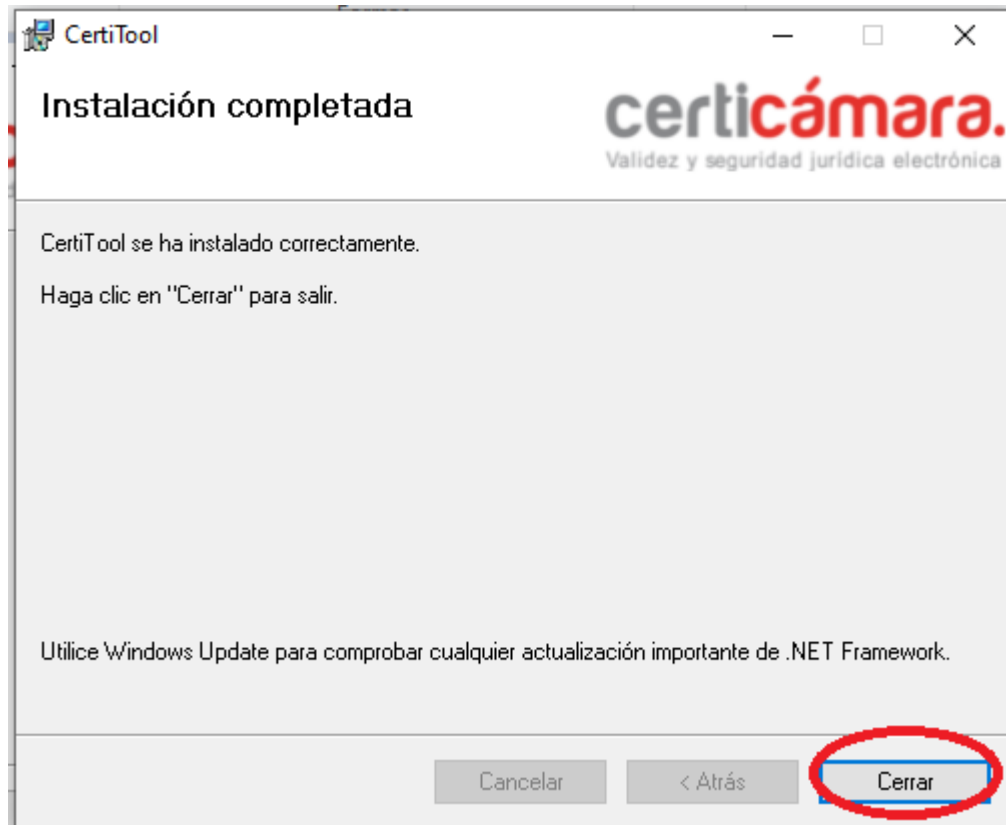 CertiTool
Instalación completada
certicámara.
Validez y seguridad jurídica electrónica
CertiTool se ha instalado correctamente.
Haga clic en "Cerrar" para salir.
Utilice Windows Update para comprobar cualquier actualización importante de .NET Framework.
Cancelar
< Atrás
Cerrar